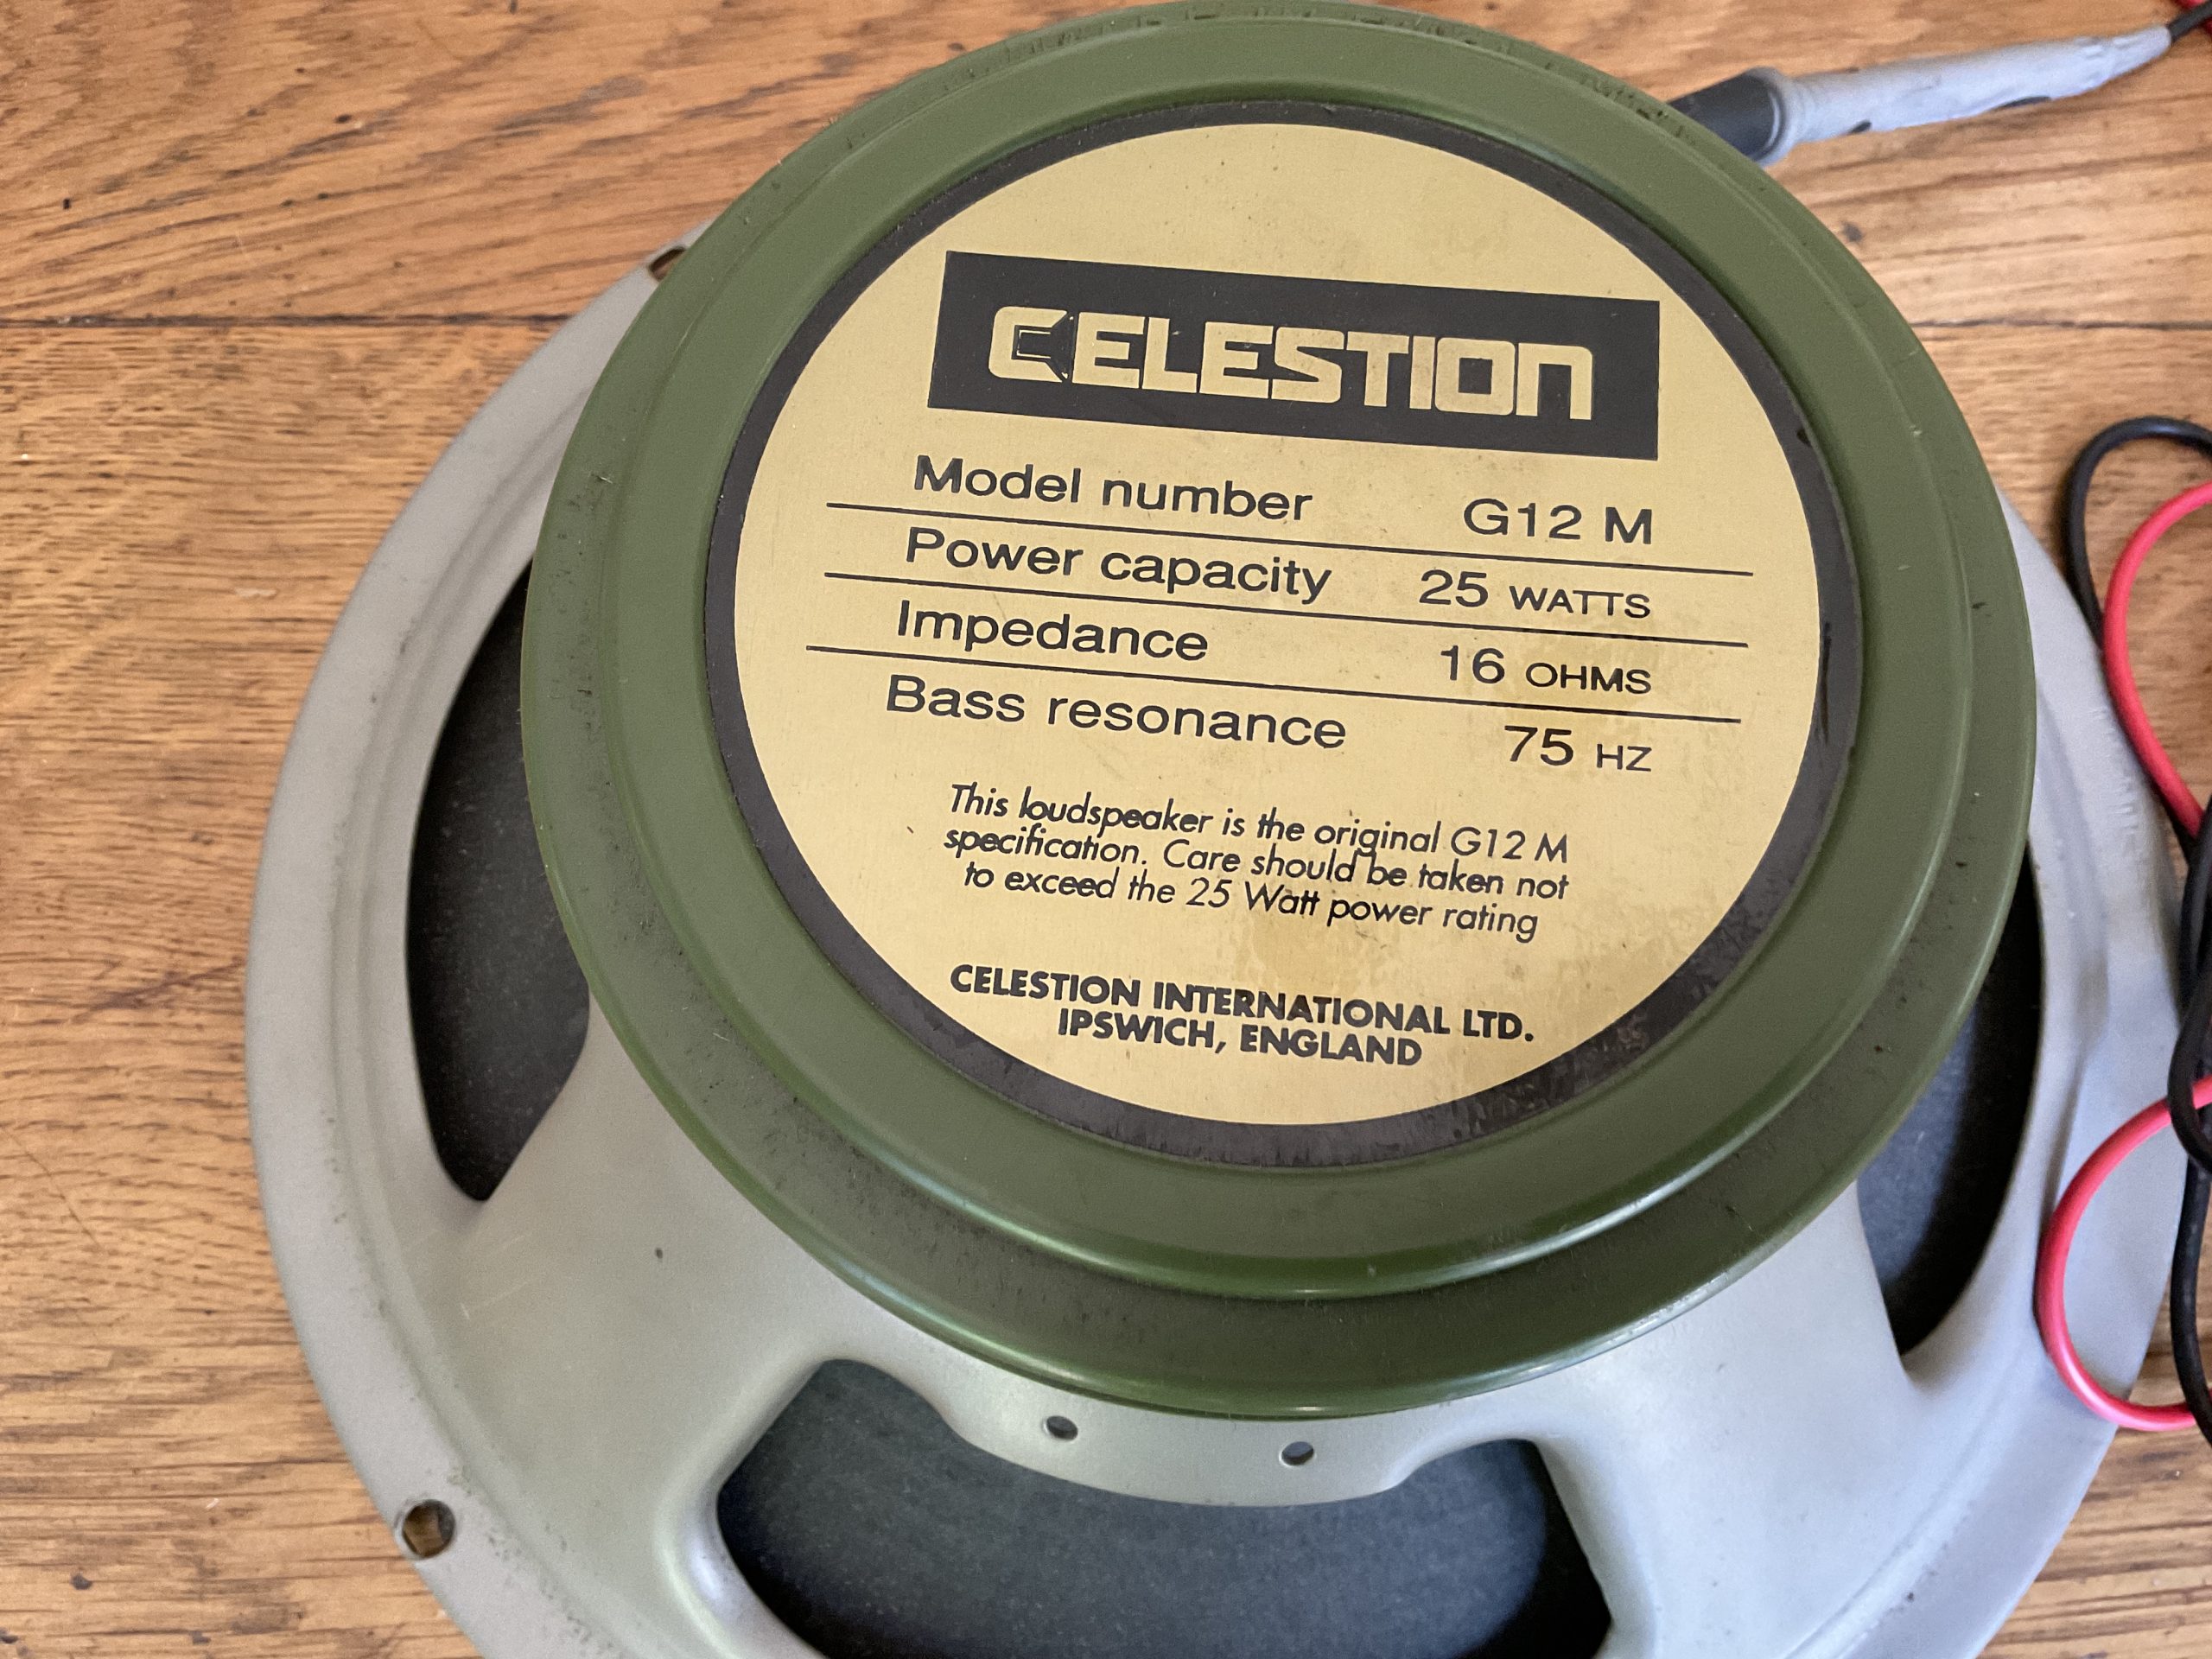 CELESTION
Model number G12 M
Power capacity 25 WATTS
Impedance 16 OHMS
Bass resonance 75 HZ
This loudspeaker is the original G12 M
specification. Care should be taken not
to exceed the 25 Watt power rating
CELESTION INTERNATIONAL LTD.
IPSWICH, ENGLAND